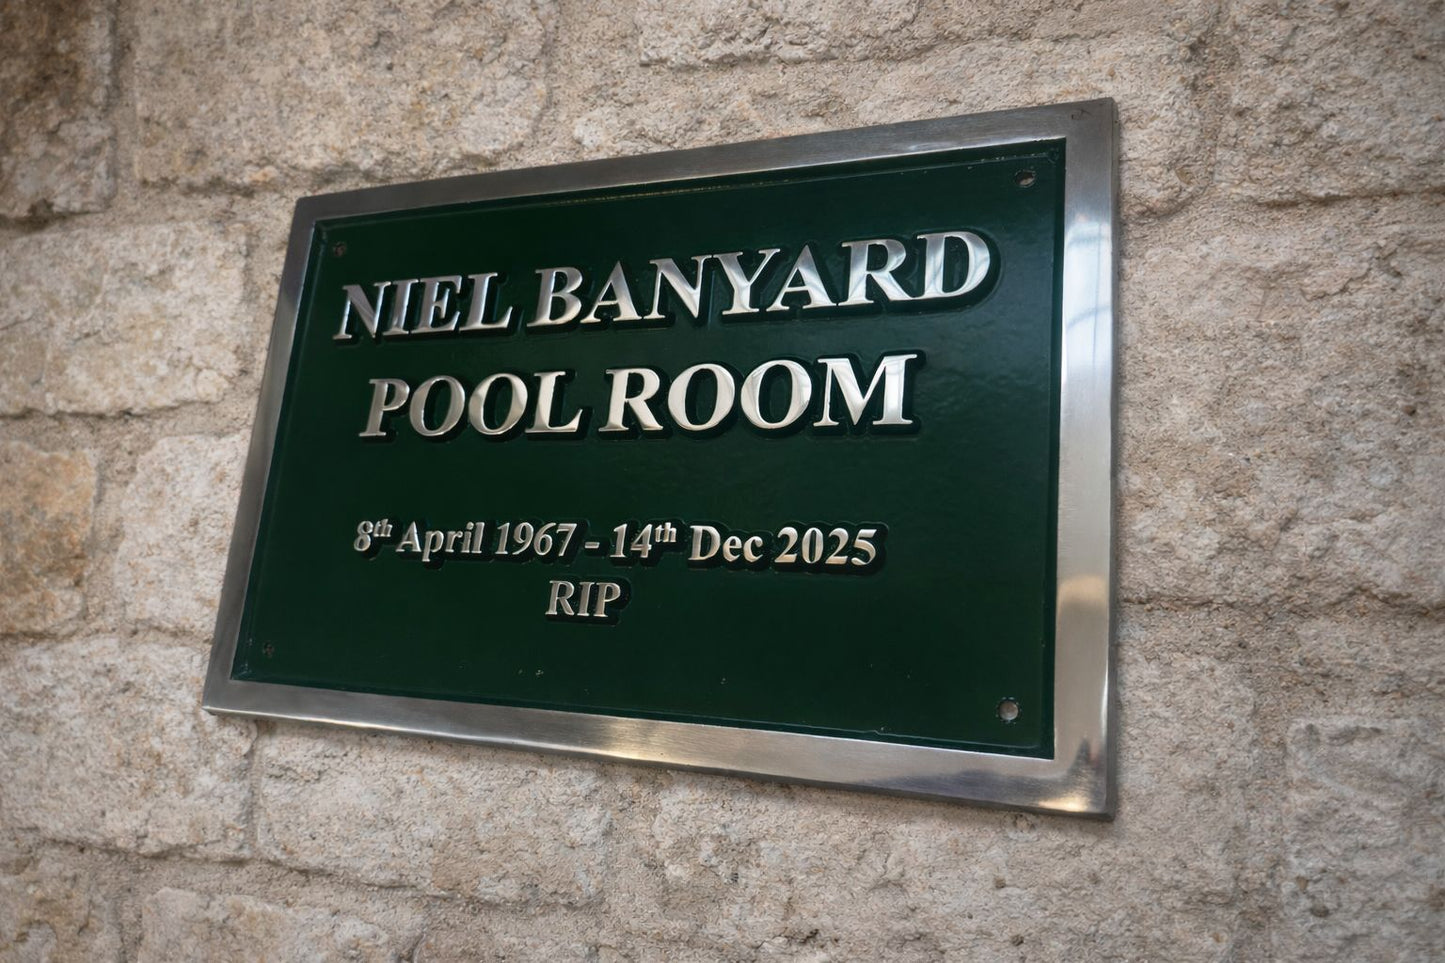 NIEL BANYARD
POOL ROOM
8th April 1967 - 14th Dec 2025
RIP